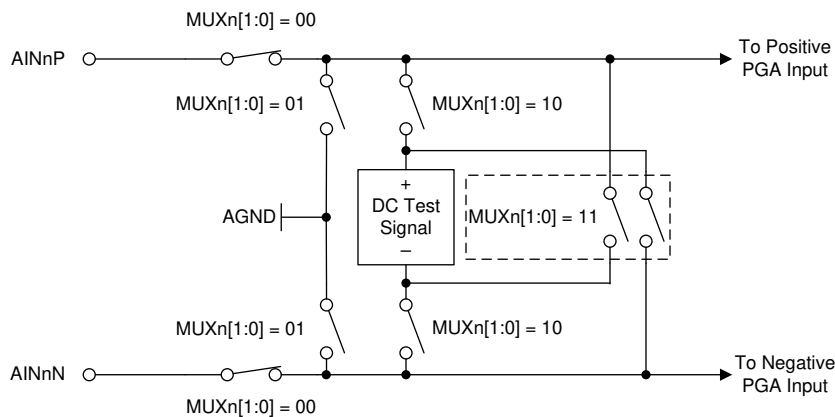 MUXn[1:0] = 00
AINnP
To Positive
PGA Input
MUXn[1:0] = 01
MUXn[1:0] = 10
+
DC Test
Signal
–
AGND
MUXn[1:0] = 11
MUXn[1:0] = 01
MUXn[1:0] = 10
AINnN
To Negative
PGA Input
MUXn[1:0] = 00